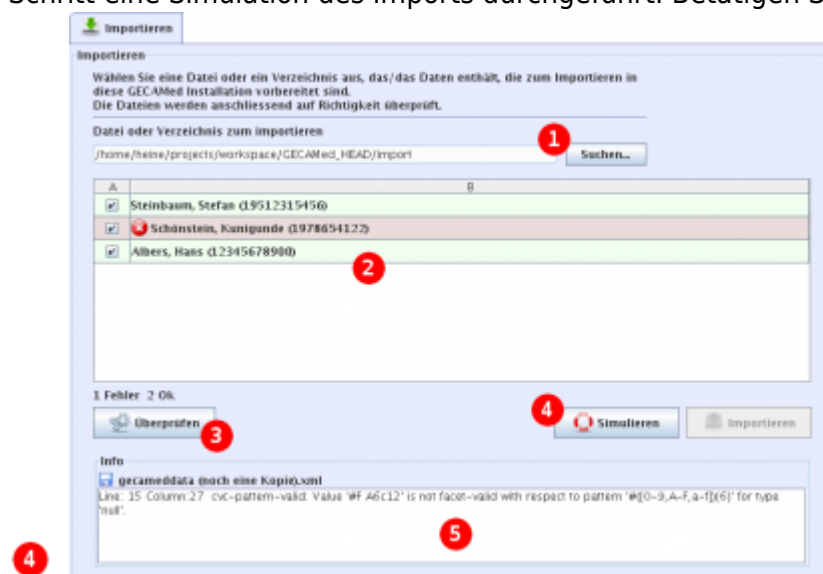 Schritt eine Simulation des Imports durchgeführt. Betätigen S
Importieren
Importieren
Wählen Sie eine Datei oder ein Verzeichnis aus, das/das Daten enthält, die zum Importieren in
diese GECAMed Installation vorbereitet sind.
Die Dateien werden anschliessend auf Richtigkeit überprüft.
Datei oder Verzeichnis zum importieren
1
/home/heine/projects/workspace/GECAMed_HEAD/import
Suchen...
A B
Steinbaum, Stefan (19512315456)
Schönstein, Kunigunde (1978654122)
Albers, Hans (12345678900)
2
1 Fehler 2 Ok
4
Überprüfen Simulieren Importieren
3
Info
gecameddata (noch eine Kopie).xml
Line: 15 Column:27 cvc-pattern-valid: Value '#F A6c12' is not facet-valid with respect to pattern '#([0-9,A-F,a-f]){6}' for type
'null'.
5
4